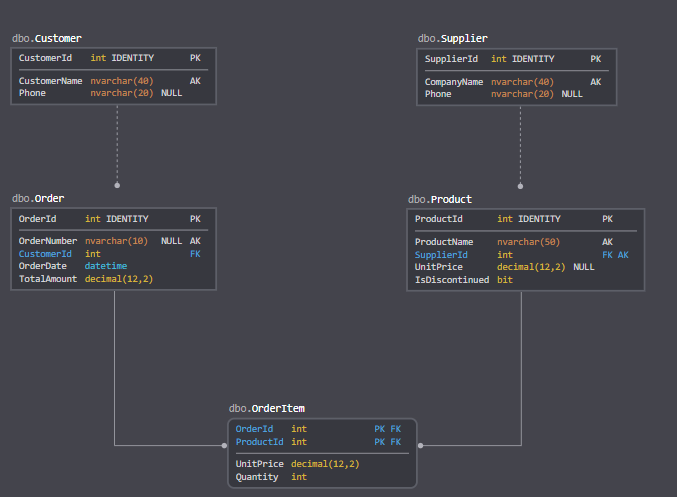 dbo.Customer
CustomerId int IDENTITY PK
CustomerName nvarchar(40) AK
Phone nvarchar(20) NULL
dbo.Supplier
SupplierId int IDENTITY PK
CompanyName nvarchar(40) AK
Phone nvarchar(20) NULL
dbo.Order
OrderId int IDENTITY PK
OrderNumber nvarchar(10) NULL AK
CustomerId int FK
OrderDate datetime
TotalAmount decimal(12,2)
dbo.Product
ProductId int IDENTITY PK
ProductName nvarchar(50) AK
SupplierId int FK AK
UnitPrice decimal(12,2) NULL
IsDiscontinued bit
dbo.OrderItem
OrderId int PK FK
ProductId int PK FK
UnitPrice decimal(12,2)
Quantity int